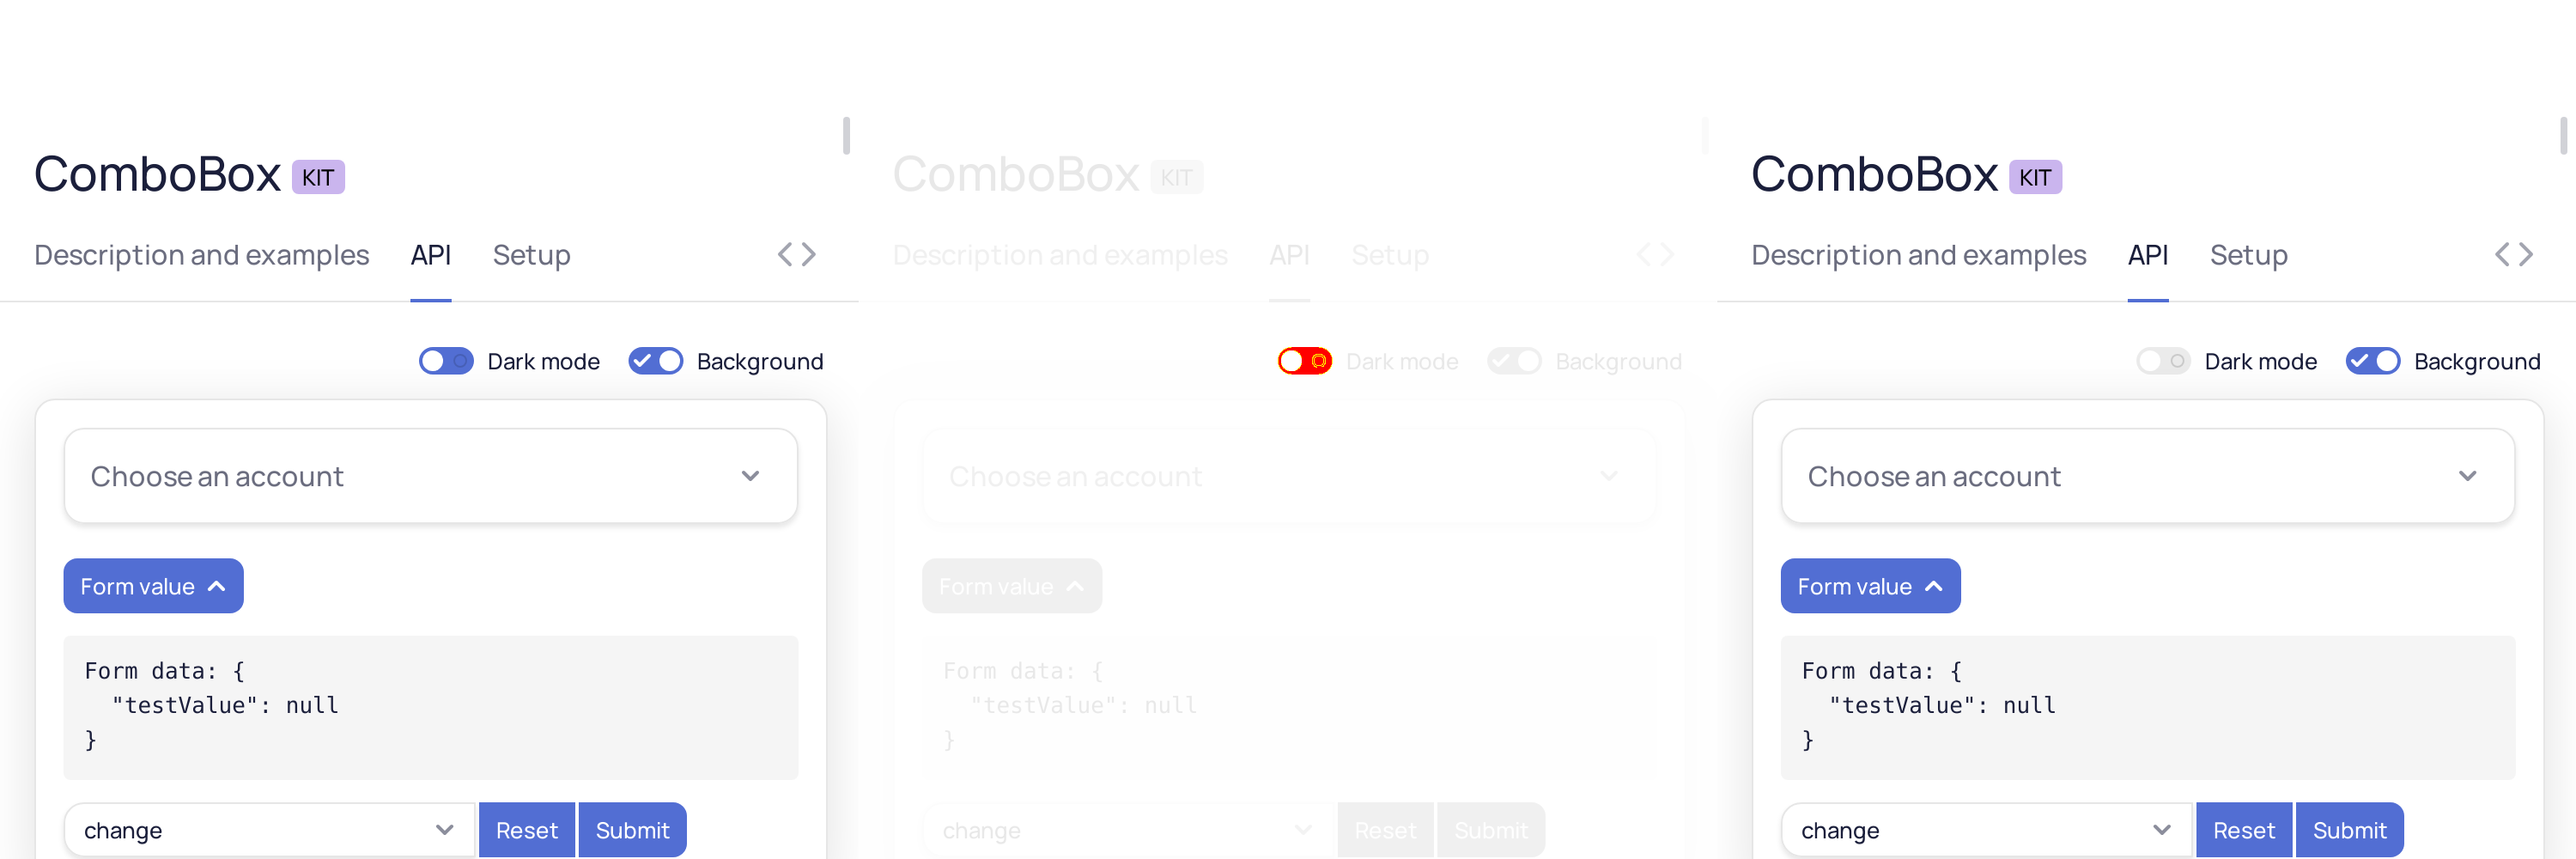 ComboBox KIT
Description and examples API Setup
Dark mode Background
Choose an account
Form value
Form data: {
"testValue": null
}
change Reset Submit
ComboBox KIT
Description and examples API Setup
Dark mode Background
Choose an account
Form value
Form data: {
"testValue": null
}
change Reset Submit
ComboBox KIT
Description and examples API Setup
Dark mode Background
Choose an account
Form value
Form data: {
"testValue": null
}
change Reset Submit